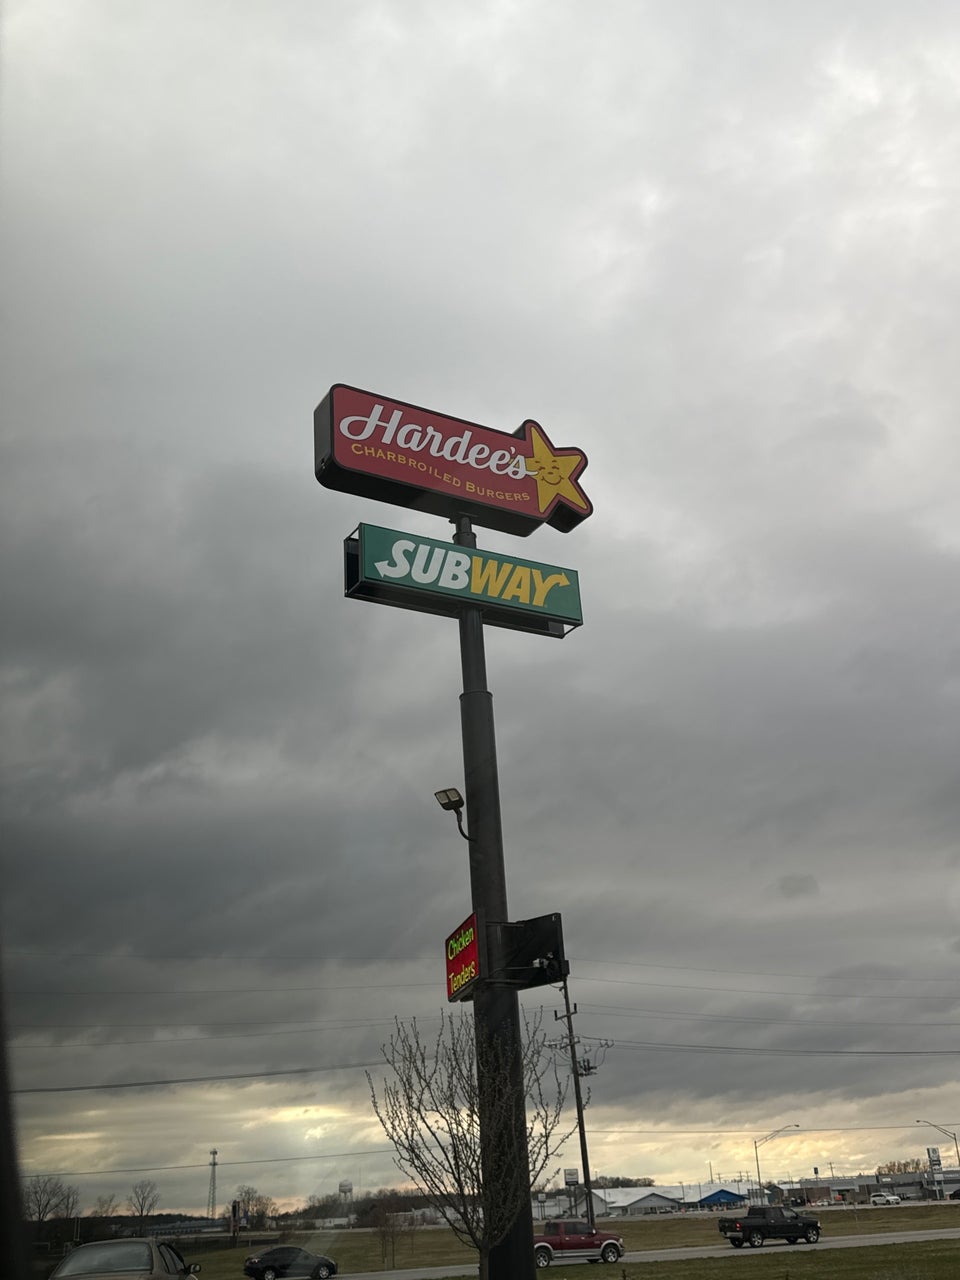 Hardee's
CHARBROILED BURGERS
SUBWAY
Chicken
Tenders